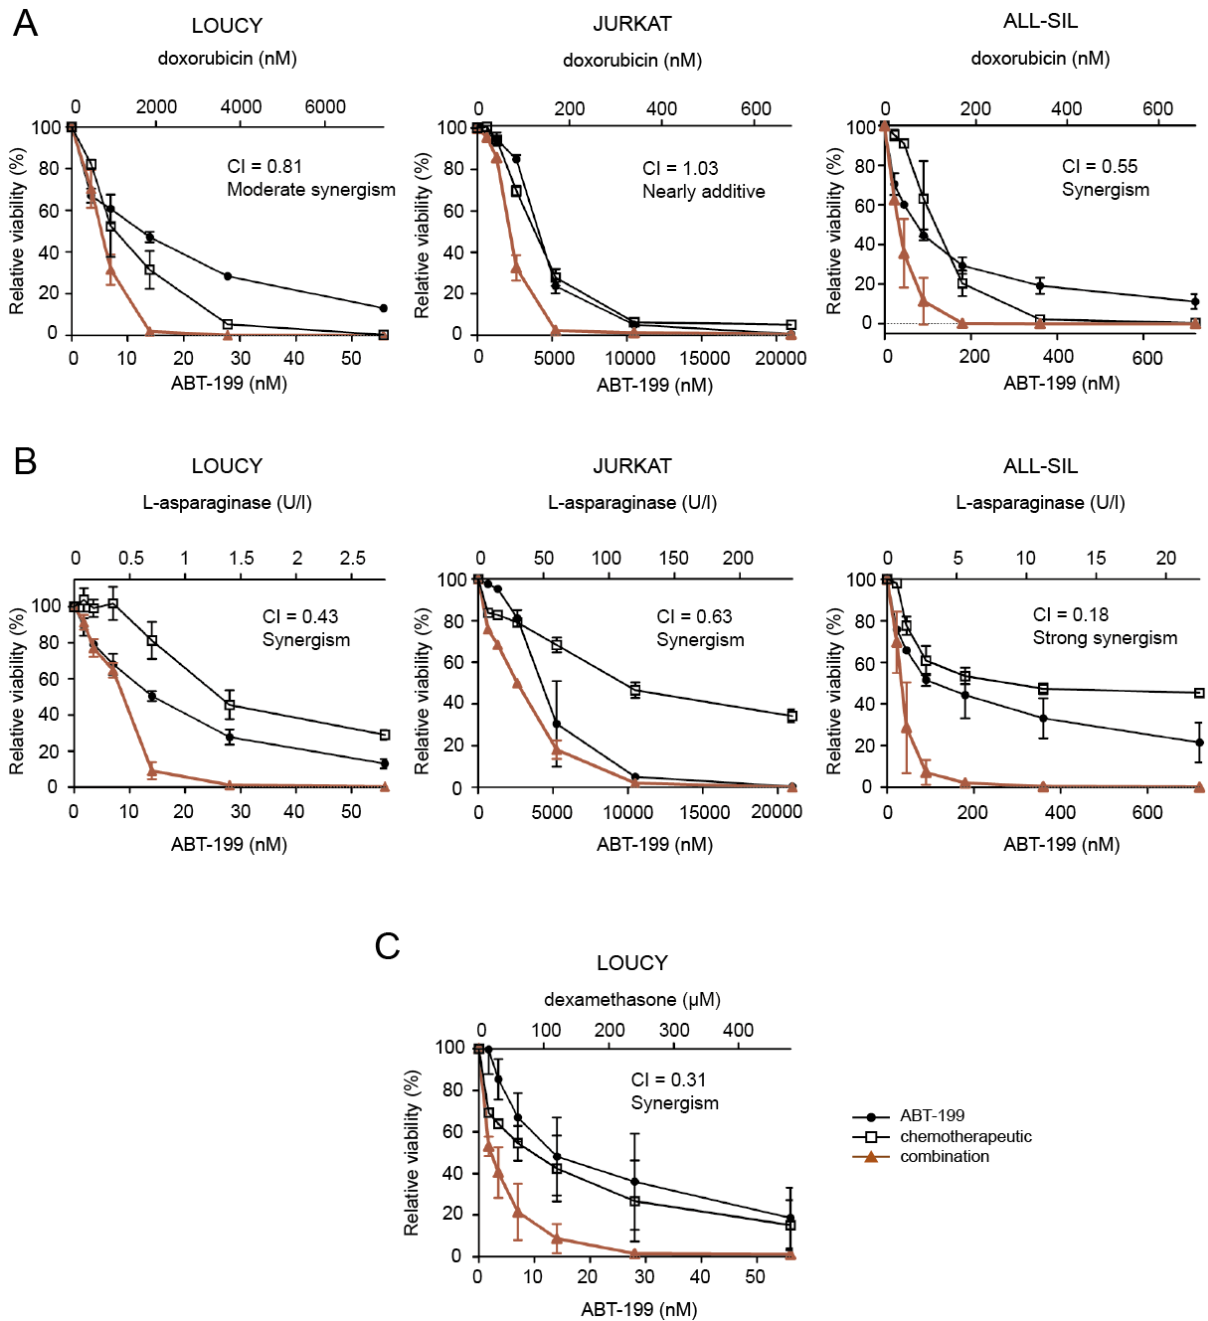 A
LOUCY
doxorubicin (nM)
0 2000 4000 6000
100
80
60
40
20
0
Relative viability (%)
CI = 0.81
Moderate synergism
0 10 20 30 40 50
ABT-199 (nM)
JURKAT
doxorubicin (nM)
0 200 400 600
100
80
60
40
20
0
Relative viability (%)
CI = 1.03
Nearly additive
0 5000 10000 15000 20000
ABT-199 (nM)
ALL-SIL
doxorubicin (nM)
0 200 400 600
100
80
60
40
20
0
Relative viability (%)
CI = 0.55
Synergism
0 200 400 600
ABT-199 (nM)
B
LOUCY
L-asparaginase (U/l)
0 0.5 1 1.5 2 2.5
100
80
60
40
20
0
Relative viability (%)
CI = 0.43
Synergism
0 10 20 30 40 50
ABT-199 (nM)
JURKAT
L-asparaginase (U/l)
0 50 100 150 200
100
80
60
40
20
0
Relative viability (%)
CI = 0.63
Synergism
0 5000 10000 15000 20000
ABT-199 (nM)
ALL-SIL
L-asparaginase (U/l)
0 5 10 15 20
100
80
60
40
20
0
Relative viability (%)
CI = 0.18
Strong synergism
0 200 400 600
ABT-199 (nM)
C
LOUCY
dexamethasone (µM)
0 120 240 400
100
80
60
40
20
0
Relative viability (%)
CI = 0.31
Synergism
0 10 20 30 40 50
ABT-199 (nM)
ABT-199
chemotherapeutic
combination